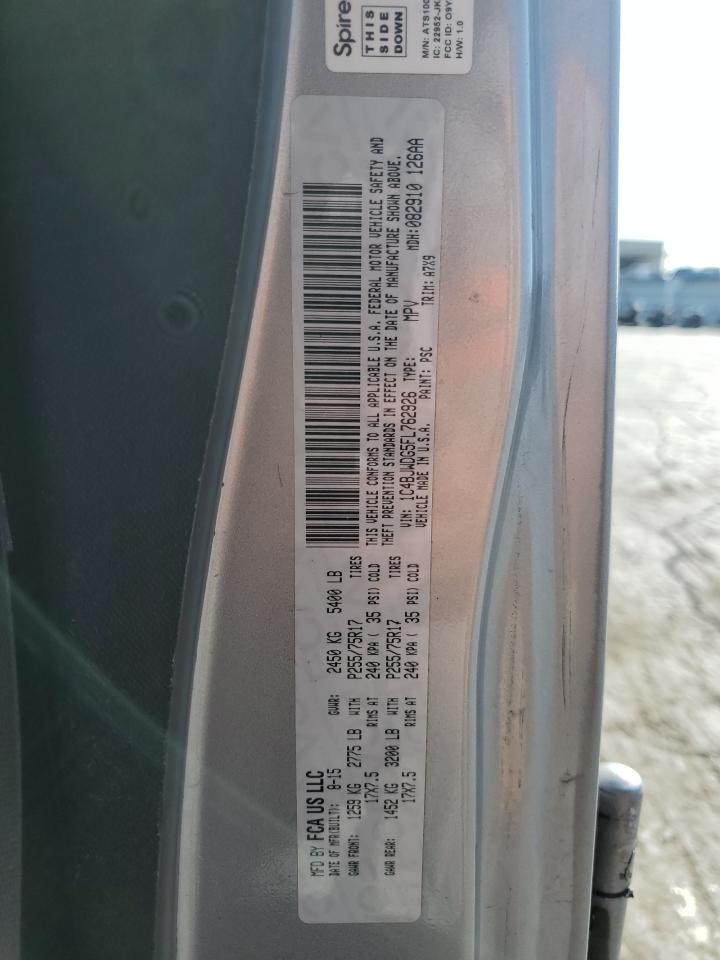 MFD BY FCA US LLC
DATE OF MFR(BUILT): 8-15 GVWR: 2450 KG 5400 LB
GAWR FRONT: 1259 KG 2775 LB WITH P255/75R17 TIRES
17X7.5 RIMS AT 240 KPA ( 35 PSI) COLD
GAWR REAR: 1452 KG 3200 LB WITH P255/75R17 TIRES
17X7.5 RIMS AT 240 KPA ( 35 PSI) COLD
THIS VEHICLE CONFORMS TO ALL APPLICABLE U.S.A. FEDERAL MOTOR VEHICLE SAFETY AND
THEFT PREVENTION STANDARDS IN EFFECT ON THE DATE OF MANUFACTURE SHOWN ABOVE.
VIN: 1C4BJWDG5FL762926 TYPE: MPV MDH:082910 126AA
VEHICLE MADE IN U.S.A. PAINT: PSC TRIM: A7X9
THIS
SIDE
DOWN
H/W: 1.0